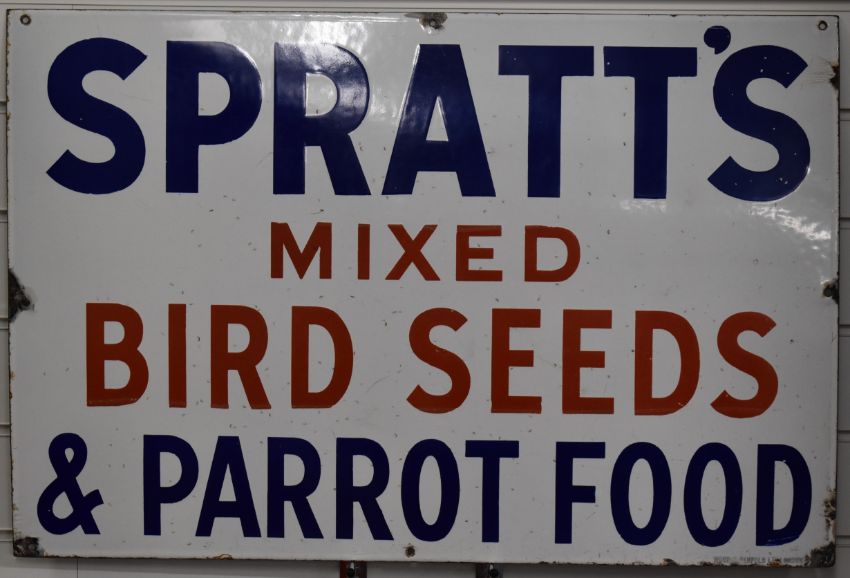 SPRATT'S
MIXED
BIRD SEEDS
& PARROT FOOD